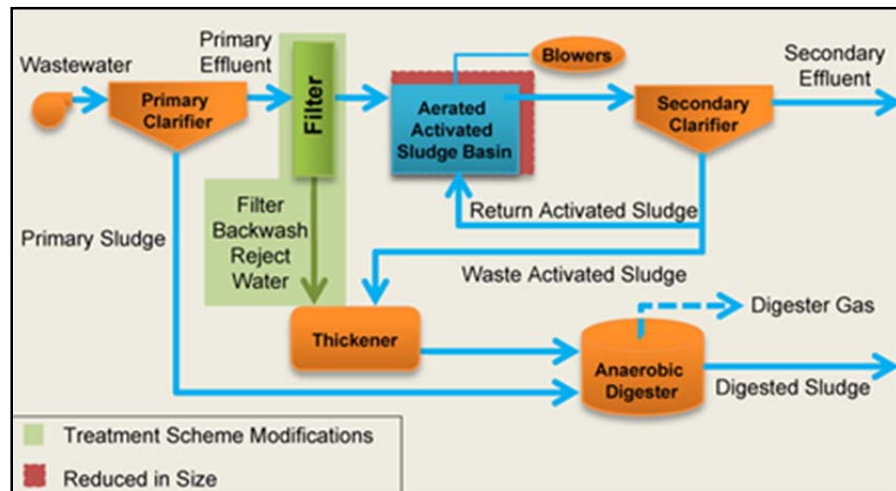 Wastewater
Primary
Clarifier
Primary
Effluent
Filter
Blowers
Aerated
Activated
Sludge Basin
Secondary
Clarifier
Secondary
Effluent
Filter
Backwash
Reject
Water
Primary Sludge
Return Activated Sludge
Waste Activated Sludge
Thickener
Digester Gas
Anaerobic
Digester
Digested Sludge
Treatment Scheme Modifications
Reduced in Size